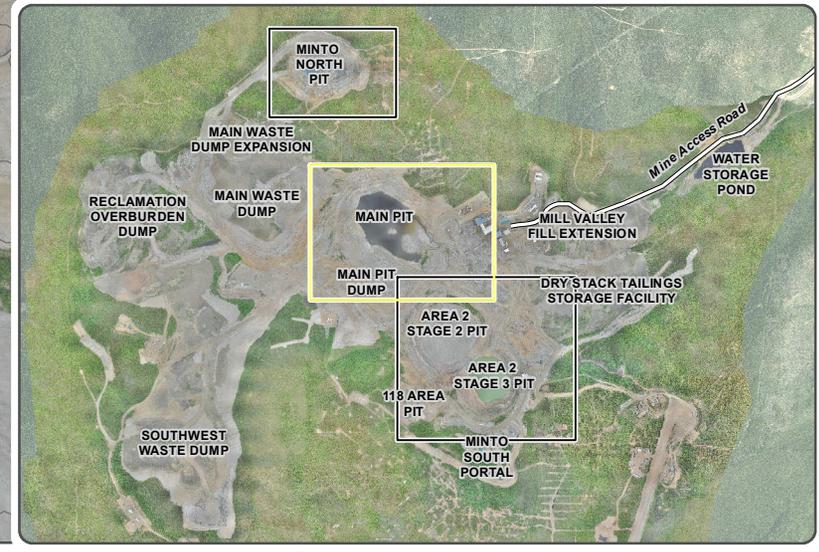 MINTO
NORTH
PIT
MAIN WASTE
DUMP EXPANSION
RECLAMATION
OVERBURDEN
DUMP
MAIN WASTE
DUMP
MAIN PIT
MAIN PIT
DUMP
Mine Access Road
WATER
STORAGE
POND
MILL VALLEY
FILL EXTENSION
DRY STACK TAILINGS
STORAGE FACILITY
AREA 2
STAGE 2 PIT
AREA 2
STAGE 3 PIT
118 AREA
PIT
SOUTHWEST
WASTE DUMP
MINTO
SOUTH
PORTAL